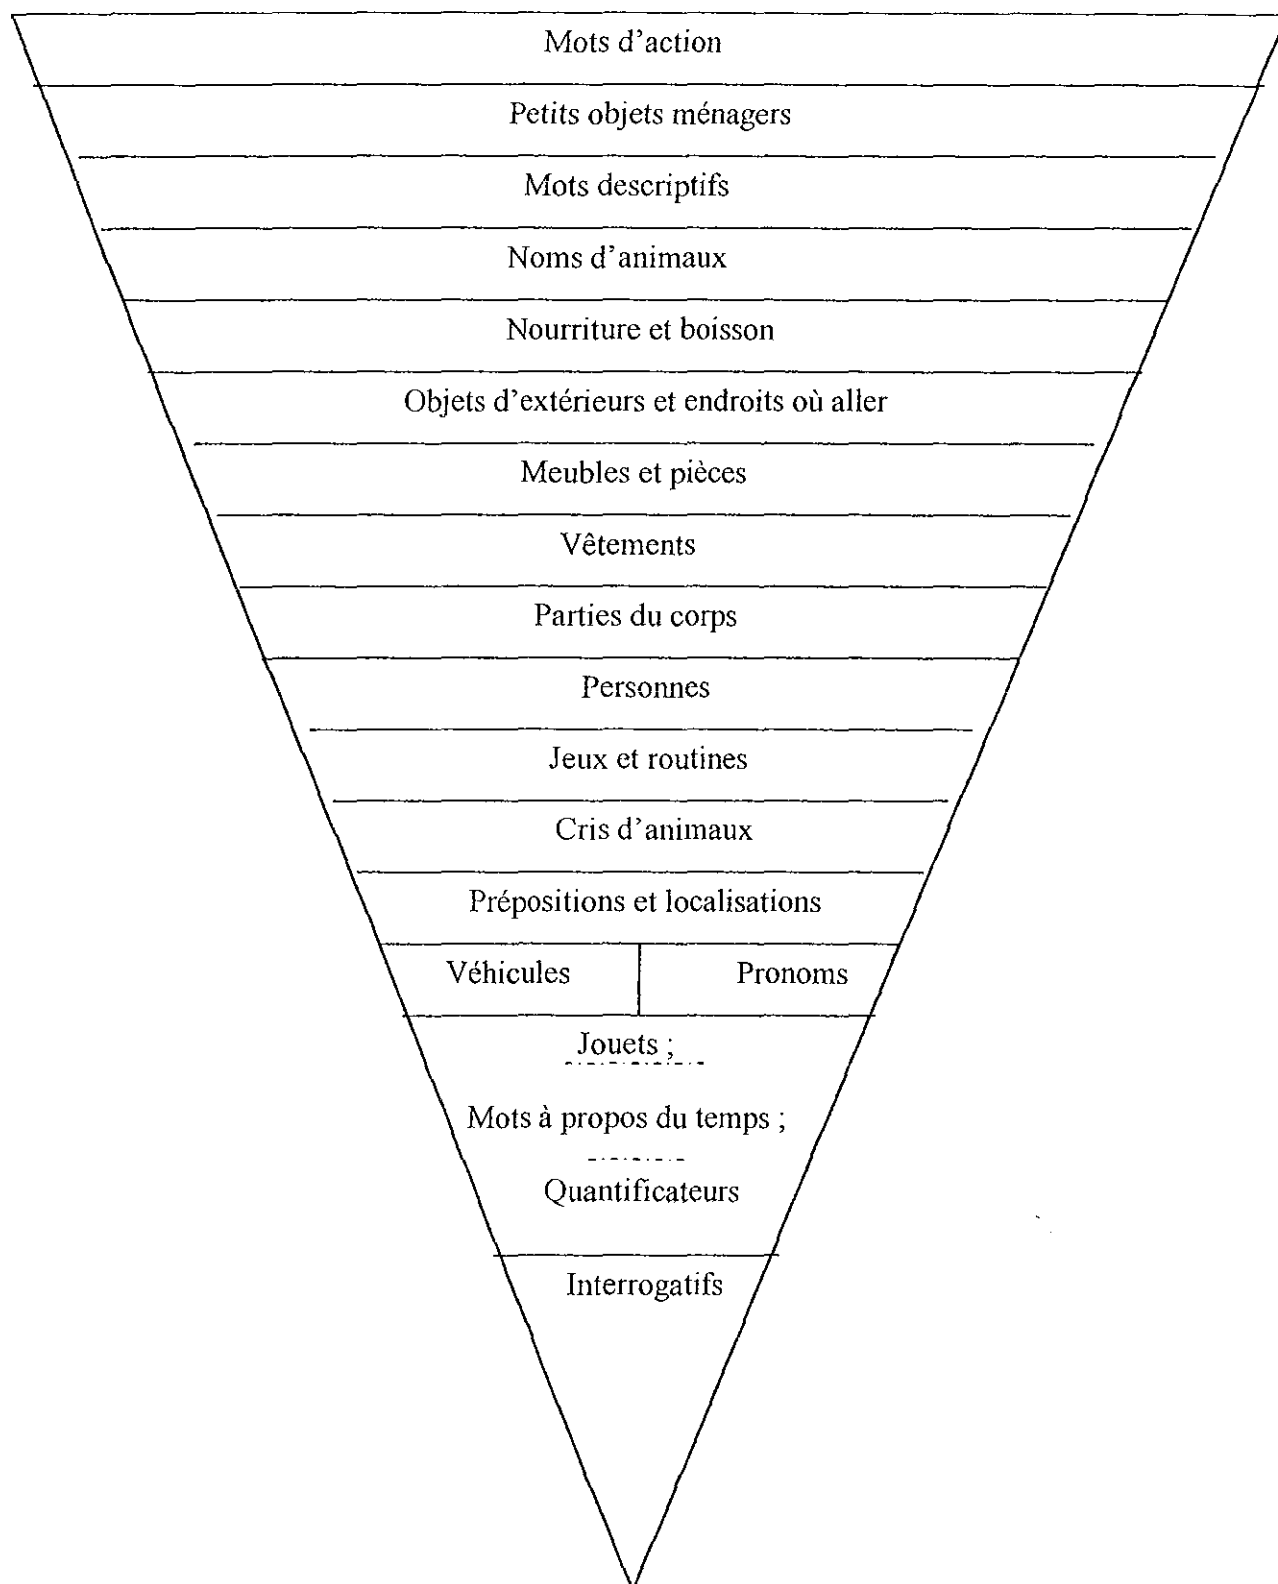 Mots d'action
Petits objets ménagers
Mots descriptifs
Noms d'animaux
Nourriture et boisson
Objets d'extérieurs et endroits où aller
Meubles et pièces
Vêtements
Parties du corps
Personnes
Jeux et routines
Cris d'animaux
Prépositions et localisations
Véhicules Pronoms
Jouets ;
Mots à propos du temps ;
Quantificateurs
Interrogatifs